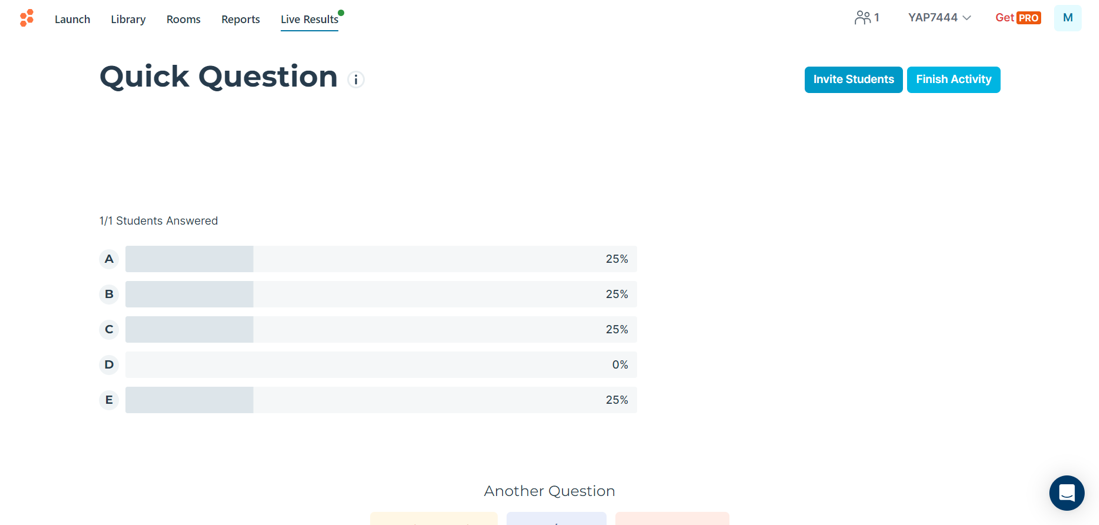 Launch Library Rooms Reports Live Results 1 YAP7444 Get PRO M
Quick Question i
Invite Students Finish Activity
1/1 Students Answered
A 25%
B 25%
C 25%
D 0%
E 25%
Another Question